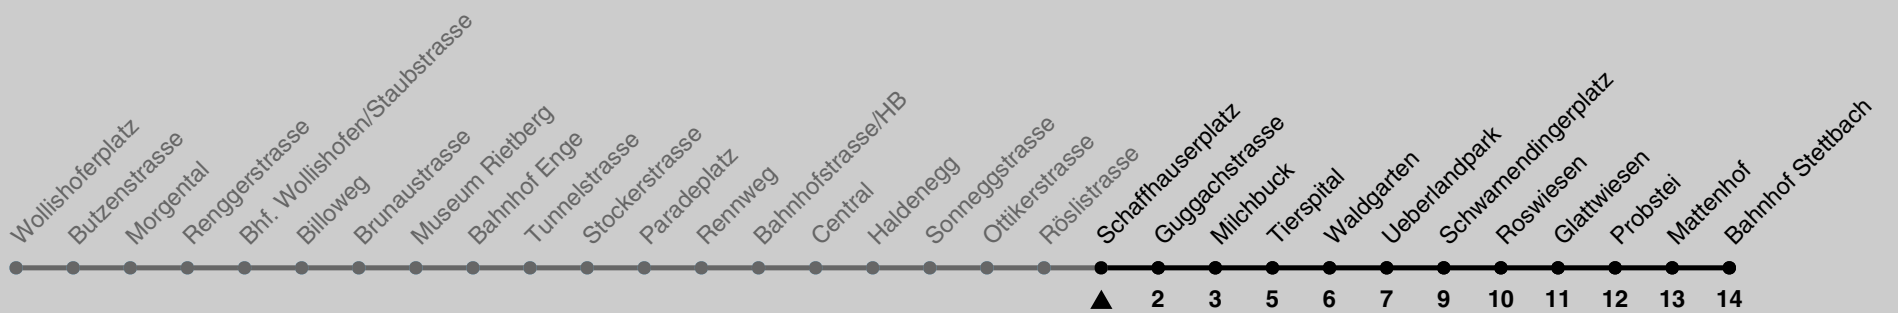 Wollishoferplatz
Butzenstrasse
Morgental
Renggerstrasse
Bhf. Wollishofen/Staubstrasse
Billoweg
Brunaustrasse
Museum Rietberg
Bahnhof Enge
Tunnelstrasse
Stockerstrasse
Paradeplatz
Rennweg
Bahnhofstrasse/HB
Central
Haldenegg
Sonneggstrasse
Ottikerstrasse
Röslistrasse
Schaffhauserplatz
Guggachstrasse
Milchbuck
Tierspital
Waldgarten
Ueberlandpark
Schwamendingerplatz
Roswiesen
Glattwiesen
Probstei
Mattenhof
Bahnhof Stettbach
2 3 5 6 7 9 10 11 12 13 14